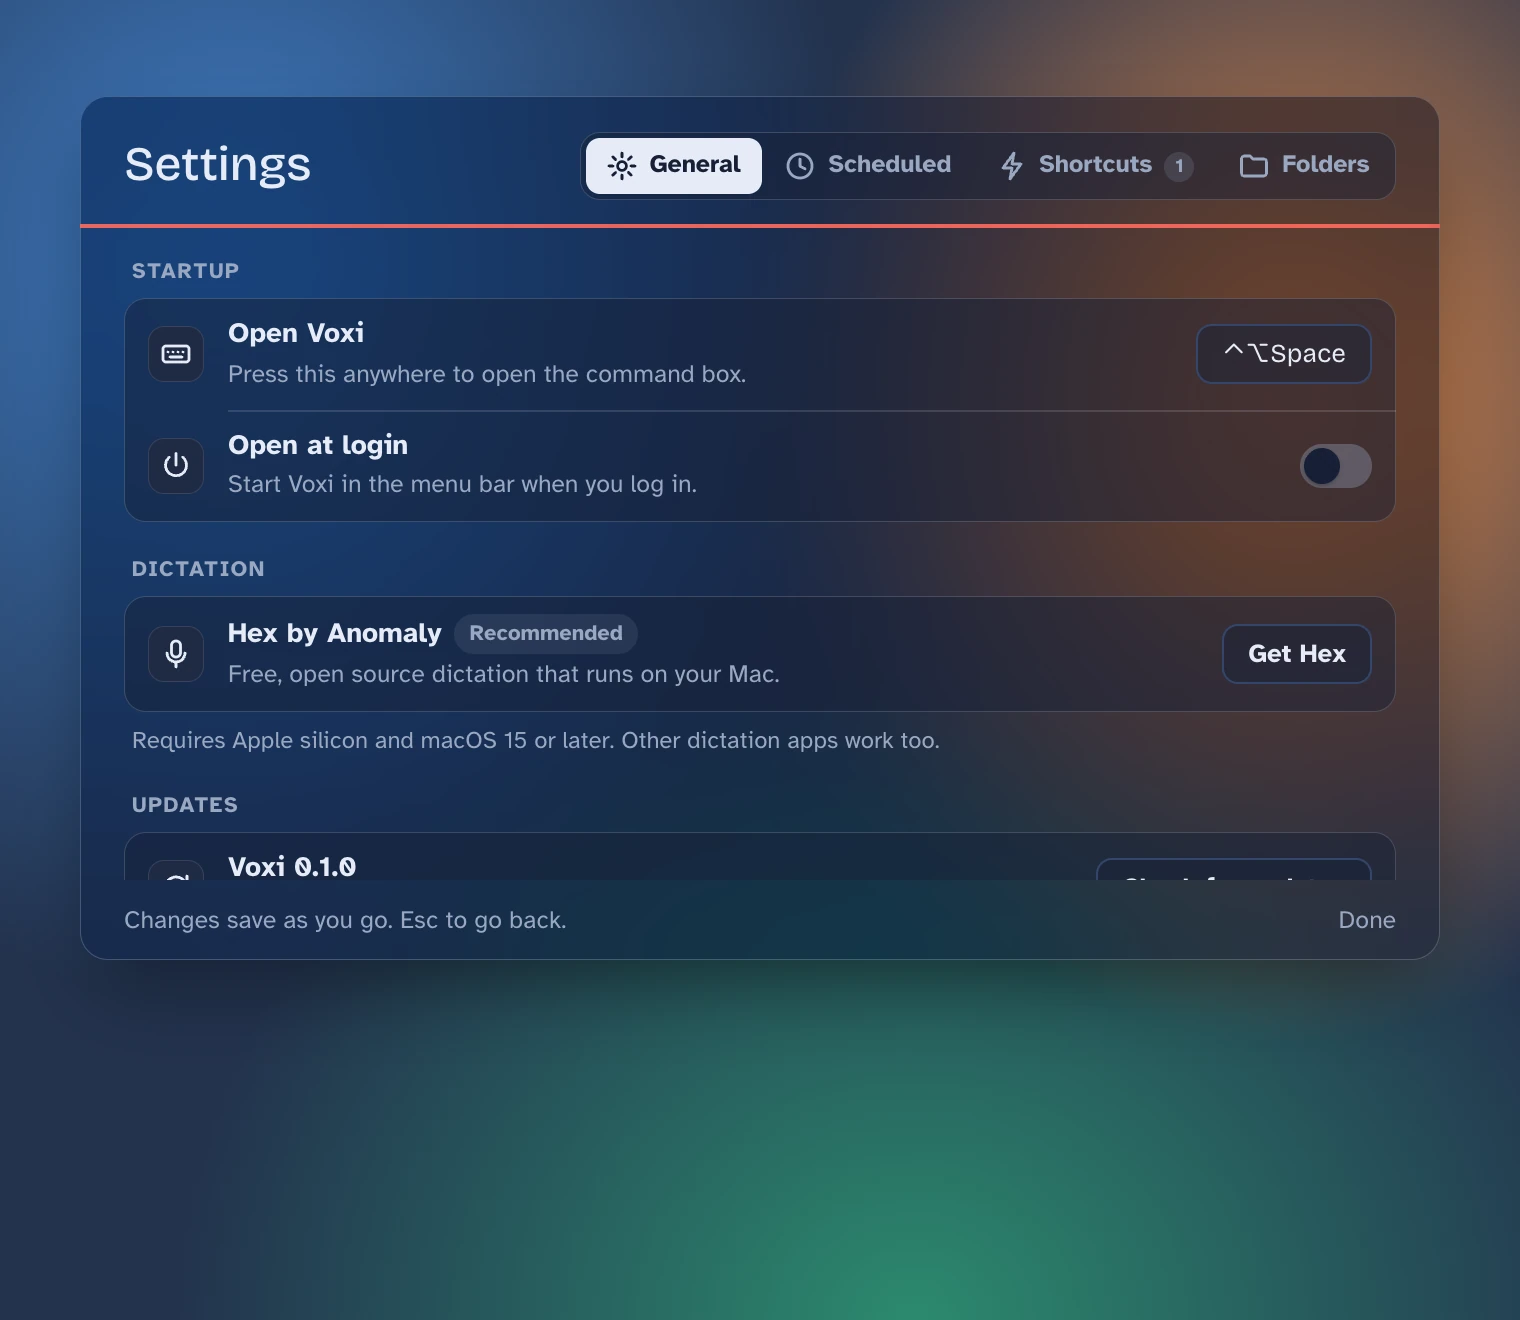 Settings
General
Scheduled
Shortcuts 1
Folders
STARTUP
Open Voxi
Press this anywhere to open the command box.
^⌥Space
Open at login
Start Voxi in the menu bar when you log in.
DICTATION
Hex by Anomaly Recommended
Free, open source dictation that runs on your Mac.
Get Hex
Requires Apple silicon and macOS 15 or later. Other dictation apps work too.
UPDATES
Voxi 0.1.0
Changes save as you go. Esc to go back.
Done